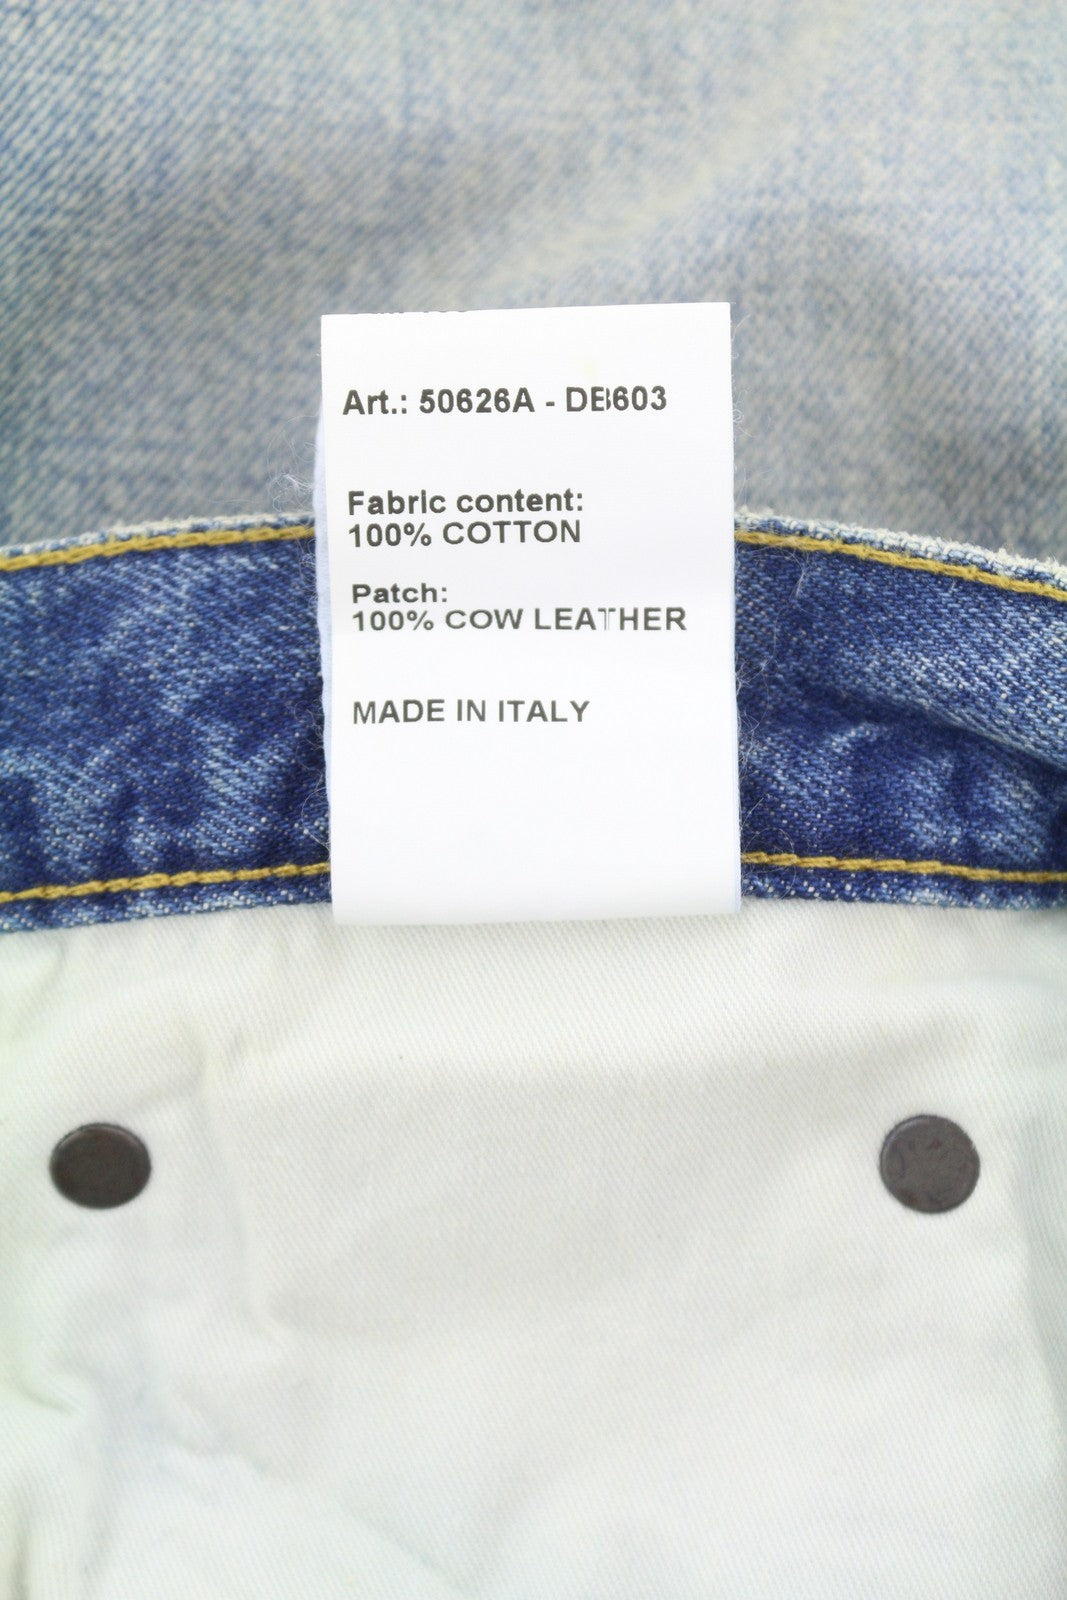 Art.: 50626A - DB603
Fabric content:
100% COTTON
Patch:
100% COW LEATHER
MADE IN ITALY